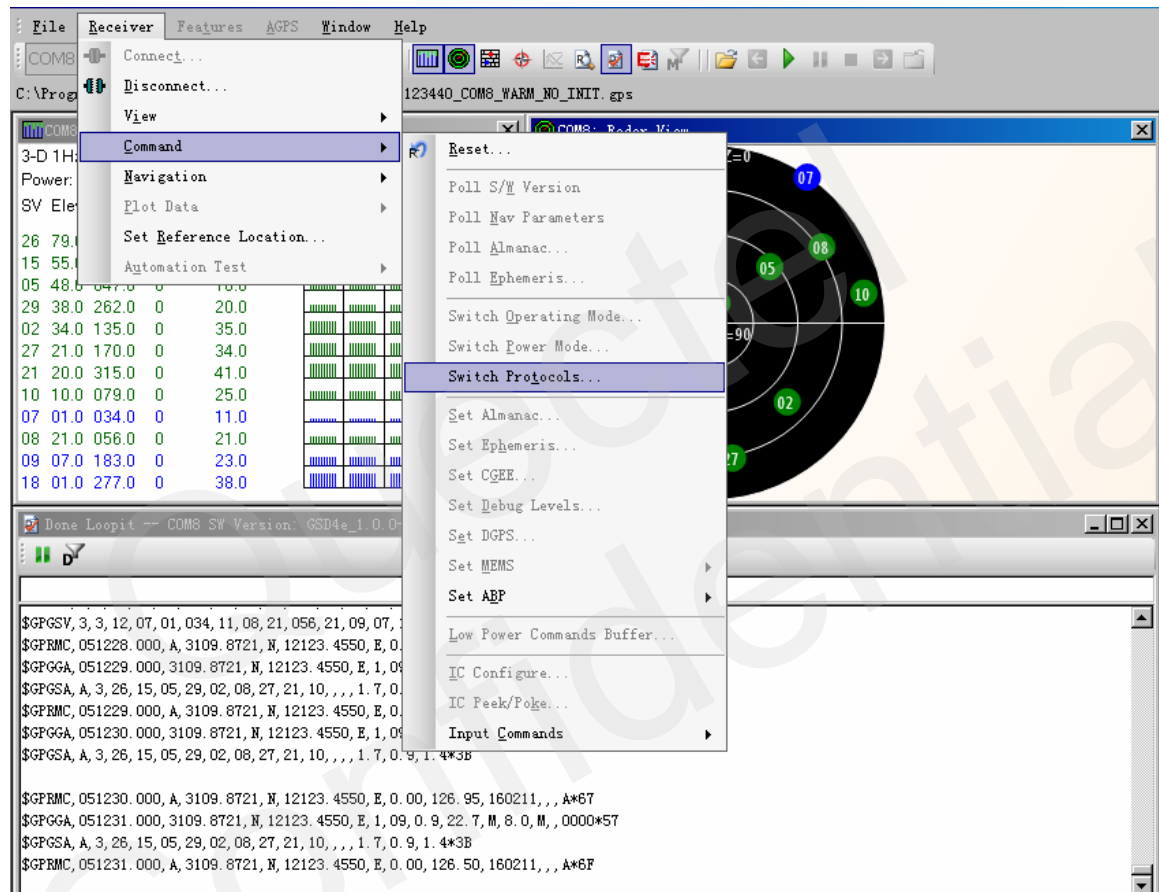 File Receiver Features AGPS Window Help
COM8
C:\Progr 123440_COM8_WARM_NO_INIT.gps
Connect...
Disconnect...
View
Command
Navigation
Plot Data
Set Reference Location...
Automation Test
Reset...
Poll S/W Version
Poll Nav Parameters
Poll Almanac...
Poll Ephemeris...
Switch Operating Mode...
Switch Power Mode...
Switch Protocols...
Set Almanac...
Set Ephemeris...
Set CGEE...
Set Debug Levels...
Set DGPS...
Set MEMS
Set ABP
Low Power Commands Buffer...
IC Configure...
IC Peek/Poke...
Input Commands
COM8
COM8: Radar View
3-D 1Hz
Power:
SV Elev
26 79.0
15 55.0
05 48.0 047.0 0 16.0
29 38.0 262.0 0 20.0
02 34.0 135.0 0 35.0
27 21.0 170.0 0 34.0
21 20.0 315.0 0 41.0
10 10.0 079.0 0 25.0
07 01.0 034.0 0 11.0
08 21.0 056.0 0 21.0
09 07.0 183.0 0 23.0
18 01.0 277.0 0 38.0
Z=0
07
08
05
10
=90
02
27
Done Loopit -- COM8 SW Version: GSD4e_1.0.0-
D
$GPGSV,3,3,12,07,01,034,11,08,21,056,21,09,07,
$GPRMC,051228.000,A,3109.8721,N,12123.4550,E,0.
$GPGGA,051229.000,3109.8721,N,12123.4550,E,1,09
$GPGSA,A,3,26,15,05,29,02,08,27,21,10,,,1.7,0.
$GPRMC,051229.000,A,3109.8721,N,12123.4550,E,0.
$GPGGA,051230.000,3109.8721,N,12123.4550,E,1,09
$GPGSA,A,3,26,15,05,29,02,08,27,21,10,,,,1.7,0.9,1.4*3B
$GPRMC,051230.000,A,3109.8721,N,12123.4550,E,0.00,126.95,160211,,,A*67
$GPGGA,051231.000,3109.8721,N,12123.4550,E,1,09,0.9,22.7,M,8.0,M,,0000*57
$GPGSA,A,3,26,15,05,29,02,08,27,21,10,,,,1.7,0.9,1.4*3B
$GPRMC,051231.000,A,3109.8721,N,12123.4550,E,0.00,126.50,160211,,,A*6F
Quectel
Confidential